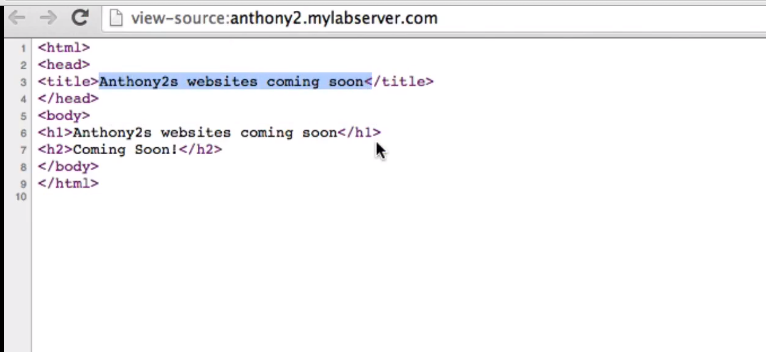 view-source:anthony2.mylabserver.com
1 <html>
2 <head>
3 <title>Anthony2s websites coming soon</title>
4 </head>
5 <body>
6 <h1>Anthony2s websites coming soon</h1>
7 <h2>Coming Soon!</h2>
8 </body>
9 </html>
10